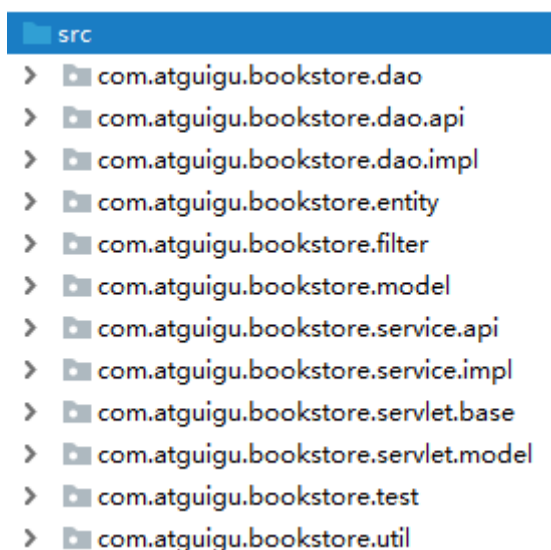 src
com.atguigu.bookstore.dao
com.atguigu.bookstore.dao.api
com.atguigu.bookstore.dao.impl
com.atguigu.bookstore.entity
com.atguigu.bookstore.filter
com.atguigu.bookstore.model
com.atguigu.bookstore.service.api
com.atguigu.bookstore.service.impl
com.atguigu.bookstore.servlet.base
com.atguigu.bookstore.servlet.model
com.atguigu.bookstore.test
com.atguigu.bookstore.util